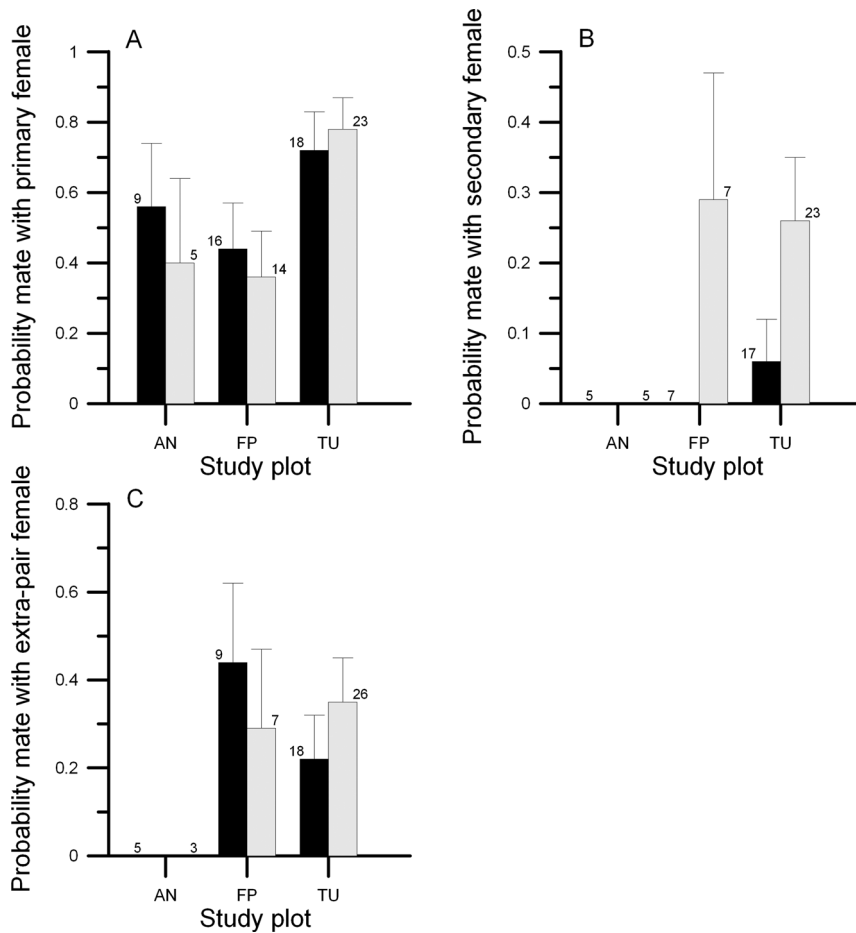 A
Probability mate with primary female
1
0.8
0.6
0.4
0.2
0
9
5
16
14
18
23
AN FP TU
Study plot
B
Probability mate with secondary female
0.5
0.4
0.3
0.2
0.1
0
5
5
7
7
17
23
AN FP TU
Study plot
C
Probability mate with extra-pair female
0.8
0.6
0.4
0.2
0
5
3
9
7
18
26
AN FP TU
Study plot